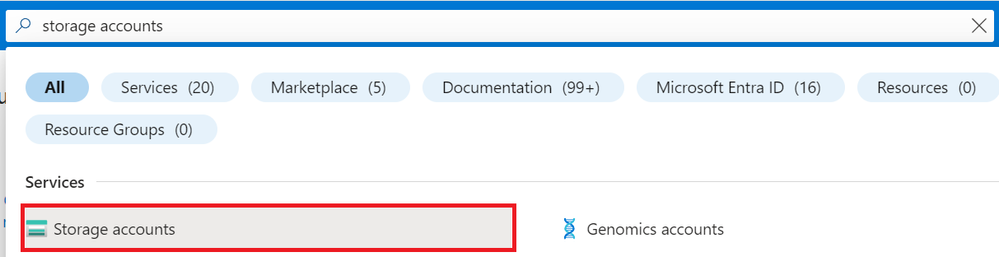 storage accounts
All Services (20) Marketplace (5) Documentation (99+) Microsoft Entra ID (16) Resources (0)
Resource Groups (0)
Services
Storage accounts Genomics accounts